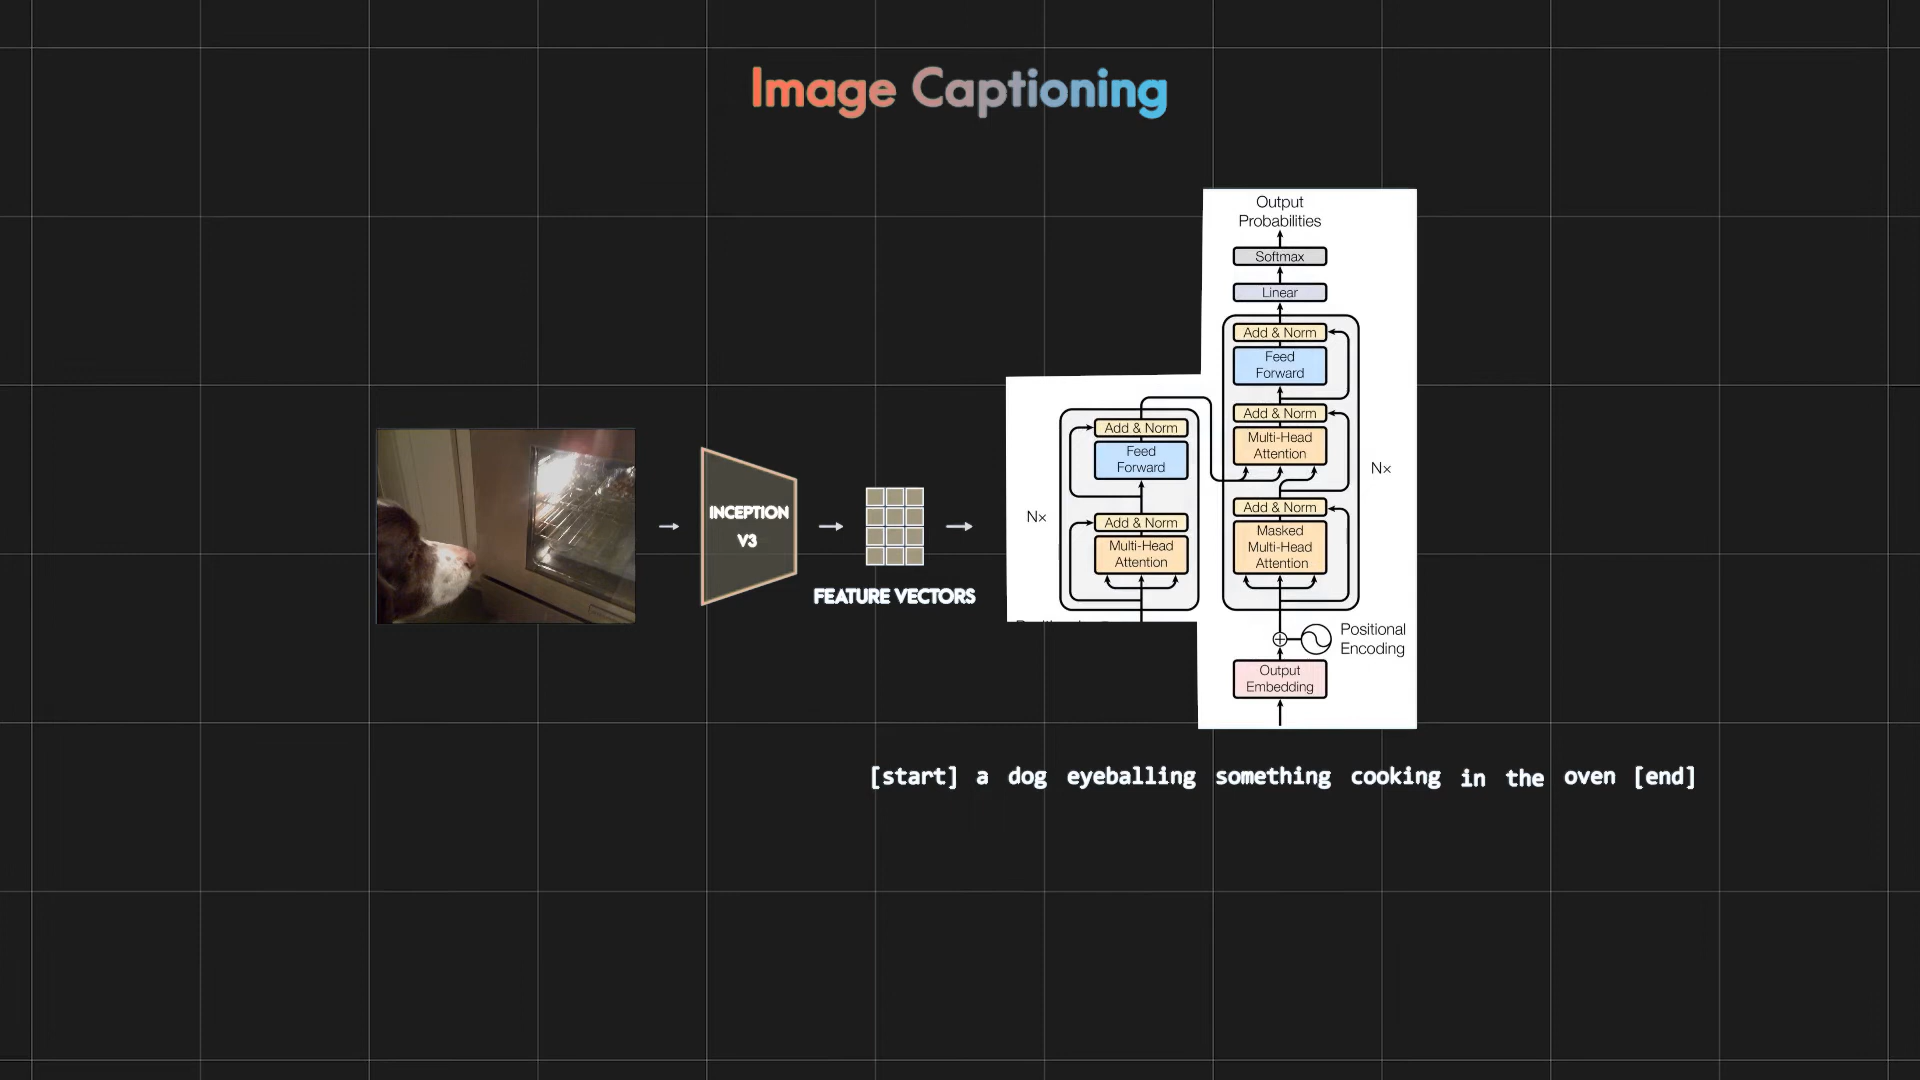 Image Captioning
INCEPTION
V3
FEATURE VECTORS
Nx
Add & Norm
Feed
Forward
Add & Norm
Multi-Head
Attention
Output
Probabilities
Softmax
Linear
Add & Norm
Feed
Forward
Add & Norm
Multi-Head
Attention
Nx
Add & Norm
Masked
Multi-Head
Attention
Positional
Encoding
Output
Embedding
[start] a dog eyeballing something cooking in the oven [end]